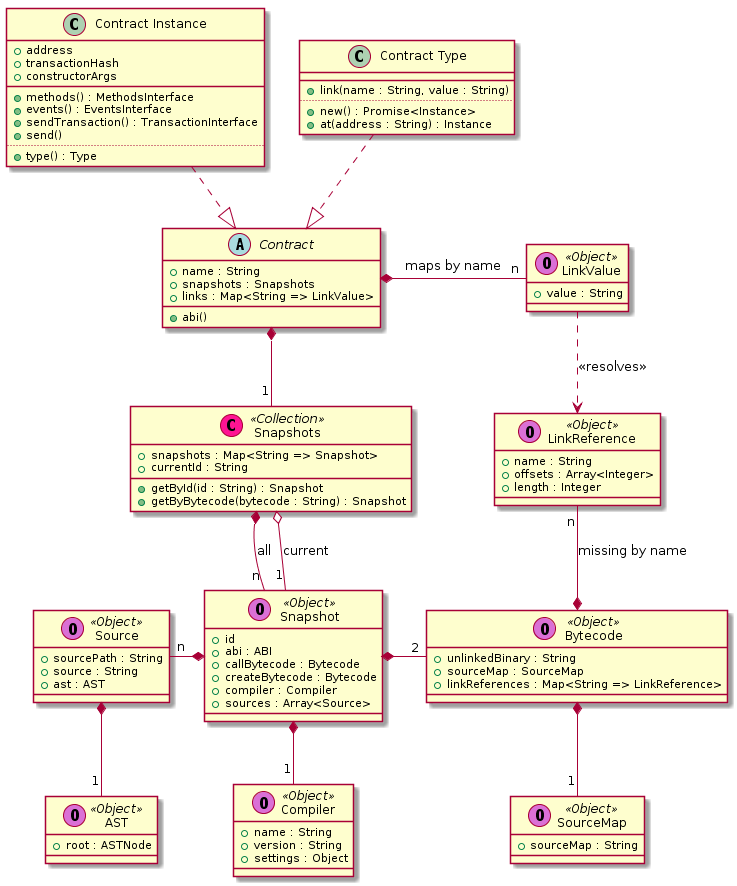 C Contract Instance
address
transactionHash
constructorArgs
methods() : MethodsInterface
events() : EventsInterface
sendTransaction() : TransactionInterface
send()
type() : Type
C Contract Type
link(name : String, value : String)
new() : Promise<Instance>
at(address : String) : Instance
A Contract
name : String
snapshots : Snapshots
links : Map<String => LinkValue>
abi()
maps by name
n
O «Object»
LinkValue
value : String
«resolves»
1
C «Collection»
Snapshots
snapshots : Map<String => Snapshot>
currentId : String
getById(id : String) : Snapshot
getByBytecode(bytecode : String) : Snapshot
O «Object»
LinkReference
name : String
offsets : Array<Integer>
length : Integer
n
missing by name
all
current
n
1
O «Object»
Source
sourcePath : String
source : String
ast : AST
n
O «Object»
Snapshot
id
abi : ABI
callBytecode : Bytecode
createBytecode : Bytecode
compiler : Compiler
sources : Array<Source>
2
O «Object»
Bytecode
unlinkedBinary : String
sourceMap : SourceMap
linkReferences : Map<String => LinkReference>
1
1
1
O «Object»
AST
root : ASTNode
O «Object»
Compiler
name : String
version : String
settings : Object
O «Object»
SourceMap
sourceMap : String